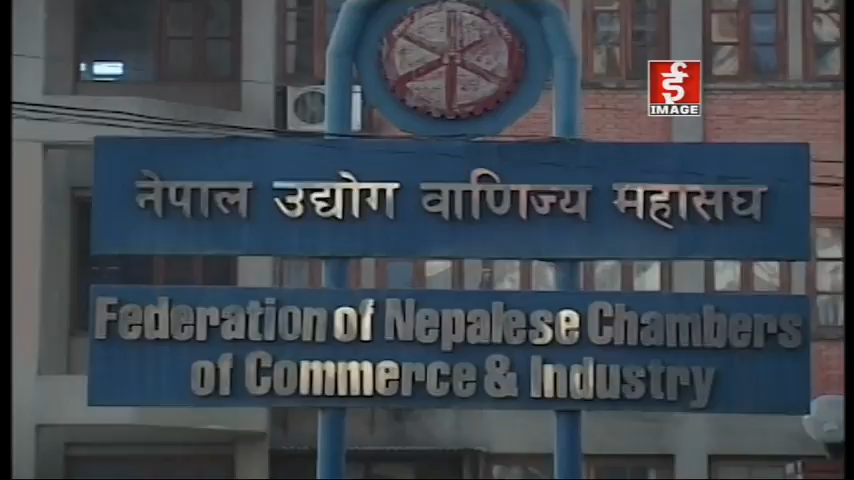 ई
IMAGE
नेपाल उद्योग वाणिज्य महासघ
Federation of Nepalese Chambers
of Commerce & Industry